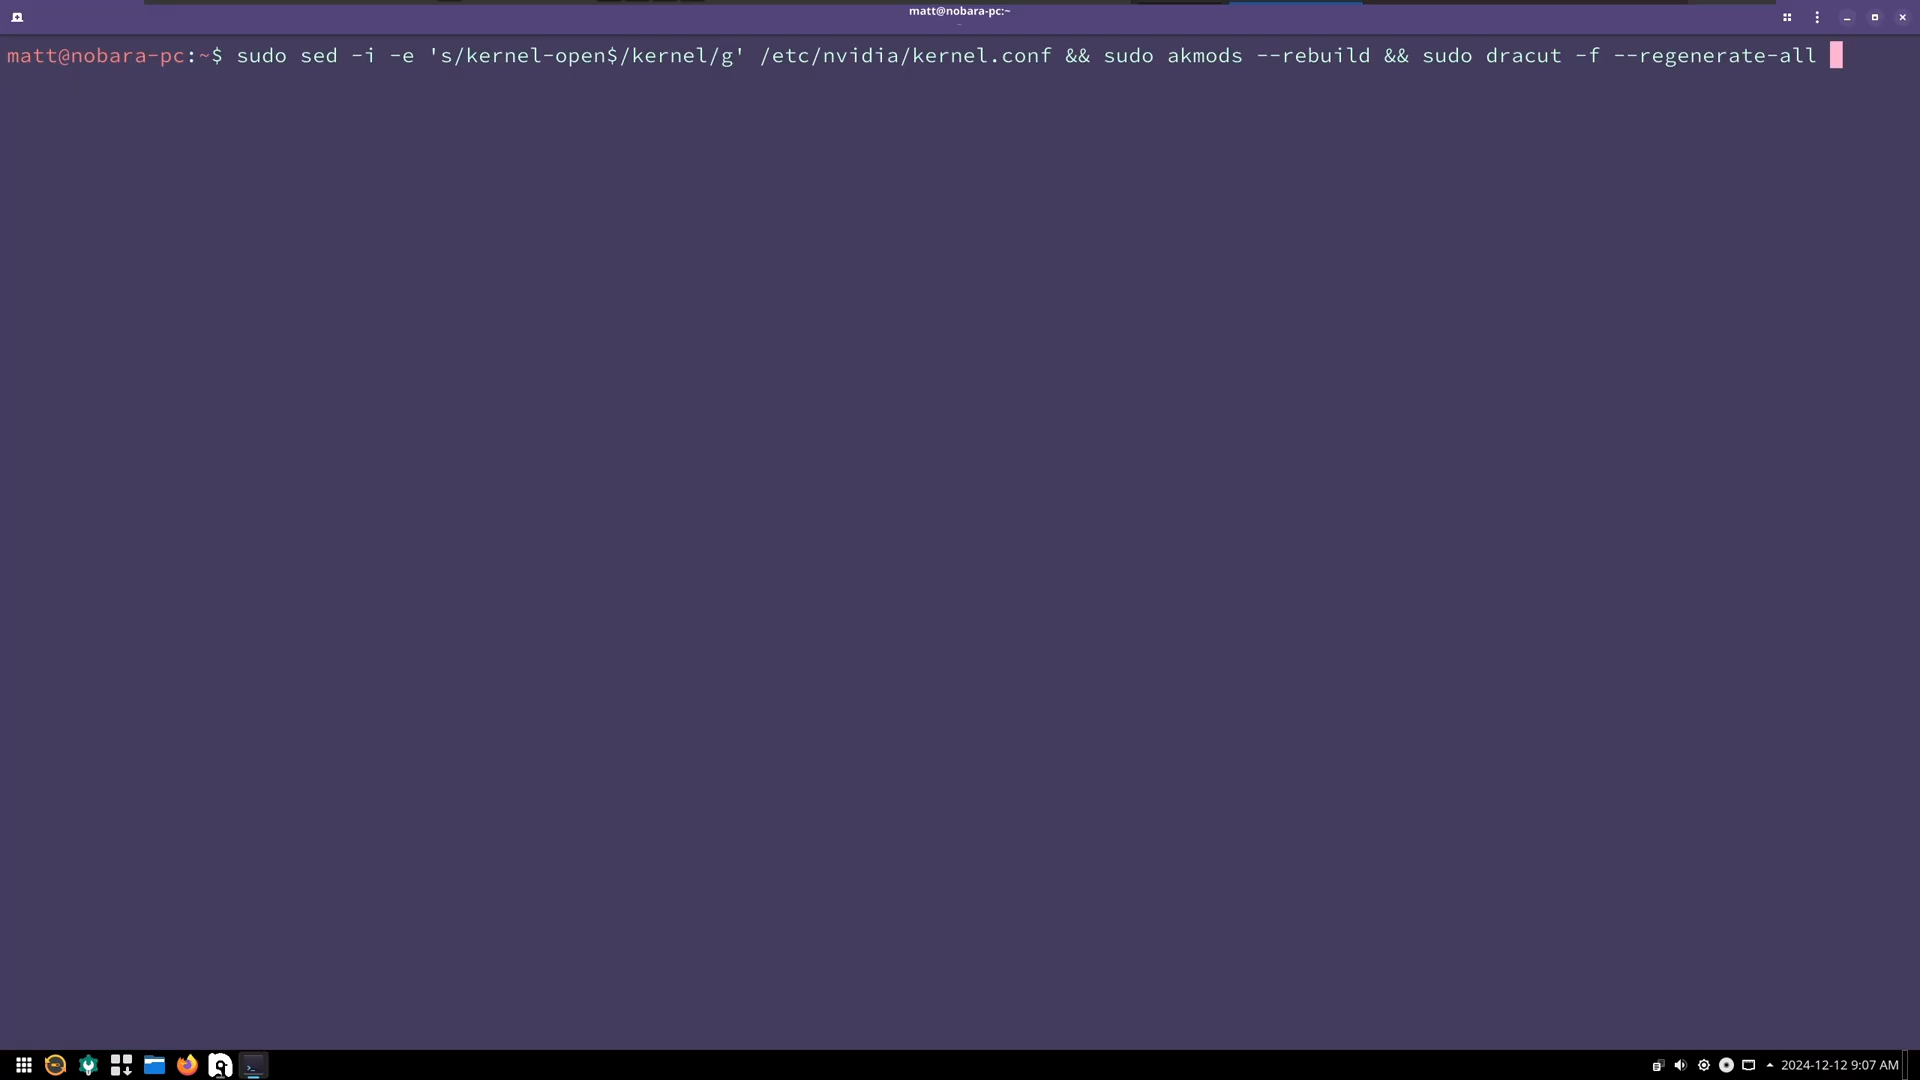 matt@nobara-pc:~
matt@nobara-pc:~$ sudo sed -i -e 's/kernel-open$/kernel/g' /etc/nvidia/kernel.conf && sudo akmods --rebuild && sudo dracut -f --regenerate-all
2024-12-12 9:07 AM